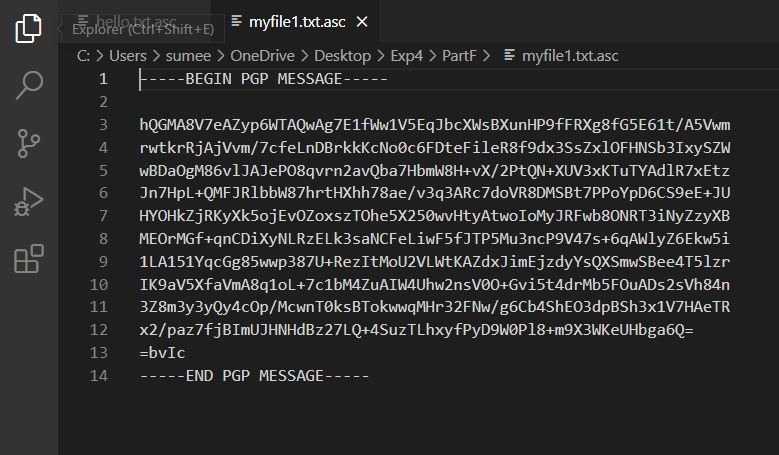 hello.txt.asc
myfile1.txt.asc
Explorer (Ctrl+Shift+E)
C: > Users > sumee > OneDrive > Desktop > Exp4 > PartF > myfile1.txt.asc
1 -----BEGIN PGP MESSAGE-----
2
3 hQGMA8V7eAZyp6WTAQwAg7E1fWw1V5EqJbcXWsBXunHP9fFRXg8fG5E61t/A5Vwm
4 rwtkrRjAjVvm/7cfeLnDBrkkKcNo0c6FDteFileR8f9dx3SsZxlOFHNSb3IxySZW
5 wBDaOgM86vlJAJePO8qvrn2avQba7HbmW8H+vX/2PtQN+XUV3xKTuTYAdlR7xEtz
6 Jn7HpL+QMFJRlbbW87hrtHXhh78ae/v3q3ARc7doVR8DMSBt7PPoYpD6CS9eE+JU
7 HYOHkZjRKyXk5ojEvOZoxszTOhe5X250wvHtyAtwoIoMyJRFwb8ONRT3iNyZzyXB
8 MEOrMGf+qnCDiXyNLRzELk3saNCFeLiwF5fJTP5Mu3ncP9V47s+6qAWlyZ6Ekw5i
9 1LA151YqcGg85wwp387U+RezItMoU2VLWtKAZdxJimEjzdyYsQXSmwSBee4T5lzr
10 IK9aV5XfaVmA8q1oL+7c1bM4ZuAIW4Uhw2nsV0O+Gvi5t4drMb5FOuADs2sVh84n
11 3Z8m3y3yQy4cOp/McwnT0ksBTokwwqMHr32FNw/g6Cb4ShEO3dpBSh3x1V7HAeTR
12 x2/paz7fjBImUJHNHdBz27LQ+4SuzTLhxyfPyD9W0Pl8+m9X3WKeUHbga6Q=
13 =bvIc
14 -----END PGP MESSAGE-----